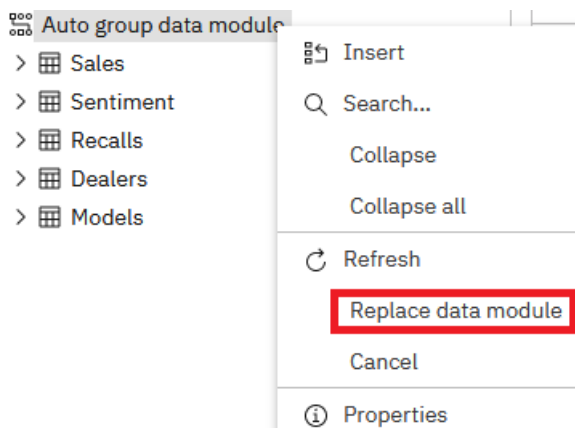 Auto group data module
Sales
Sentiment
Recalls
Dealers
Models
Insert
Search...
Collapse
Collapse all
Refresh
Replace data module
Cancel
Properties